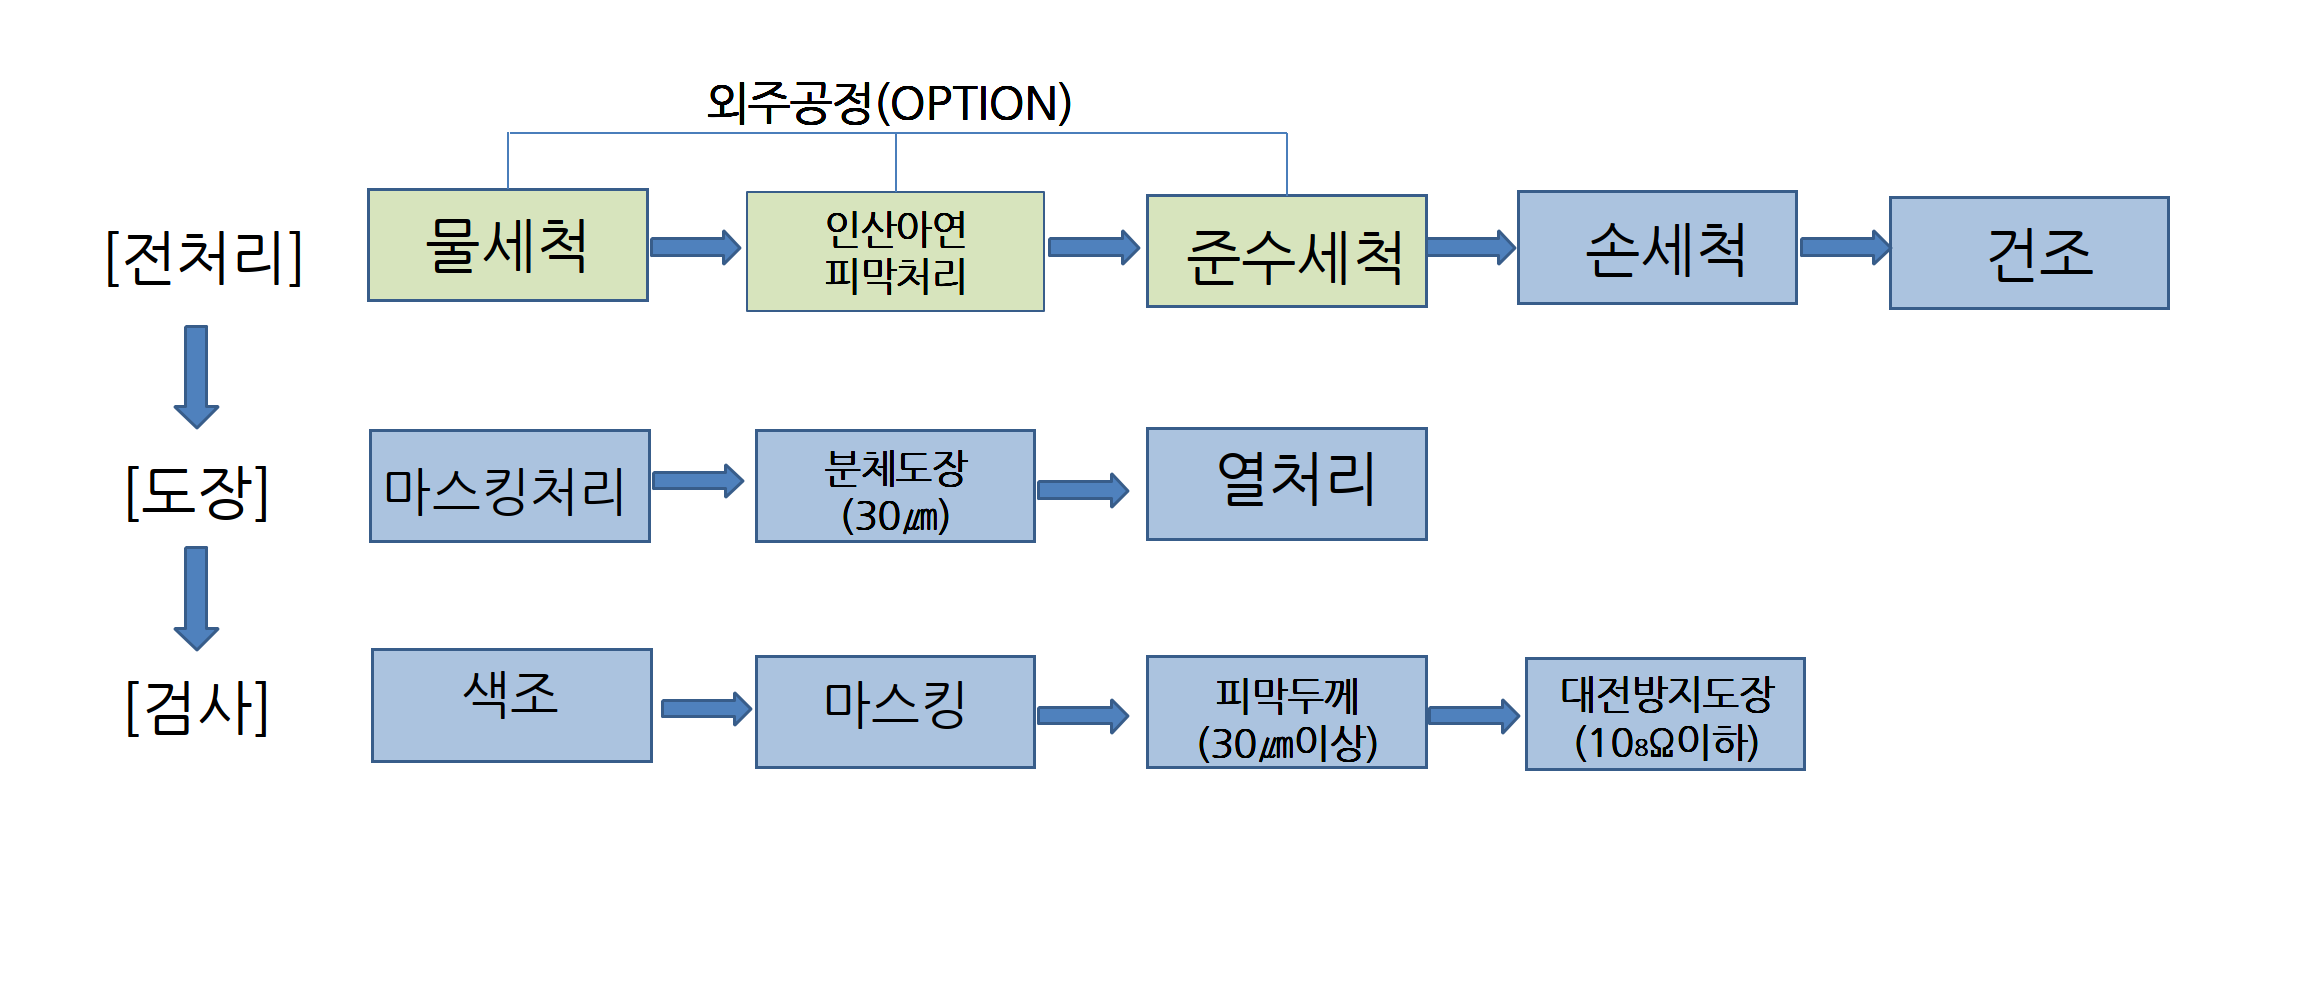 외주공정(OPTION)
[전처리]
물세척
인산아연
피막처리
준수세척
손세척
건조
[도장]
마스킹처리
분체도장
(30㎛)
열처리
[검사]
색조
마스킹
피막두께
(30㎛이상)
대전방지도장
(108Ω이하)